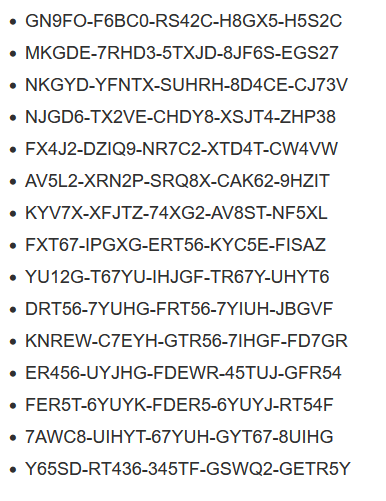 GN9FO-F6BC0-RS42C-H8GX5-H5S2C
MKGDE-7RHD3-5TXJD-8JF6S-EGS27
NKGYD-YFNTX-SUHRH-8D4CE-CJ73V
NJGD6-TX2VE-CHDY8-XSJT4-ZHP38
FX4J2-DZIQ9-NR7C2-XTD4T-CW4VW
AV5L2-XRN2P-SRQ8X-CAK62-9HZIT
KYV7X-XFJTZ-74XG2-AV8ST-NF5XL
FXT67-IPGXG-ERT56-KYC5E-FISAZ
YU12G-T67YU-IHJGF-TR67Y-UHYT6
DRT56-7YUHG-FRT56-7YIUH-JBGVF
KNREW-C7EYH-GTR56-7IHGF-FD7GR
ER456-UYJHG-FDEWR-45TUJ-GFR54
FER5T-6YUYK-FDER5-6YUYJ-RT54F
7AWC8-UIHYT-67YUH-GYT67-8UIHG
Y65SD-RT436-345TF-GSWQ2-GETR5Y